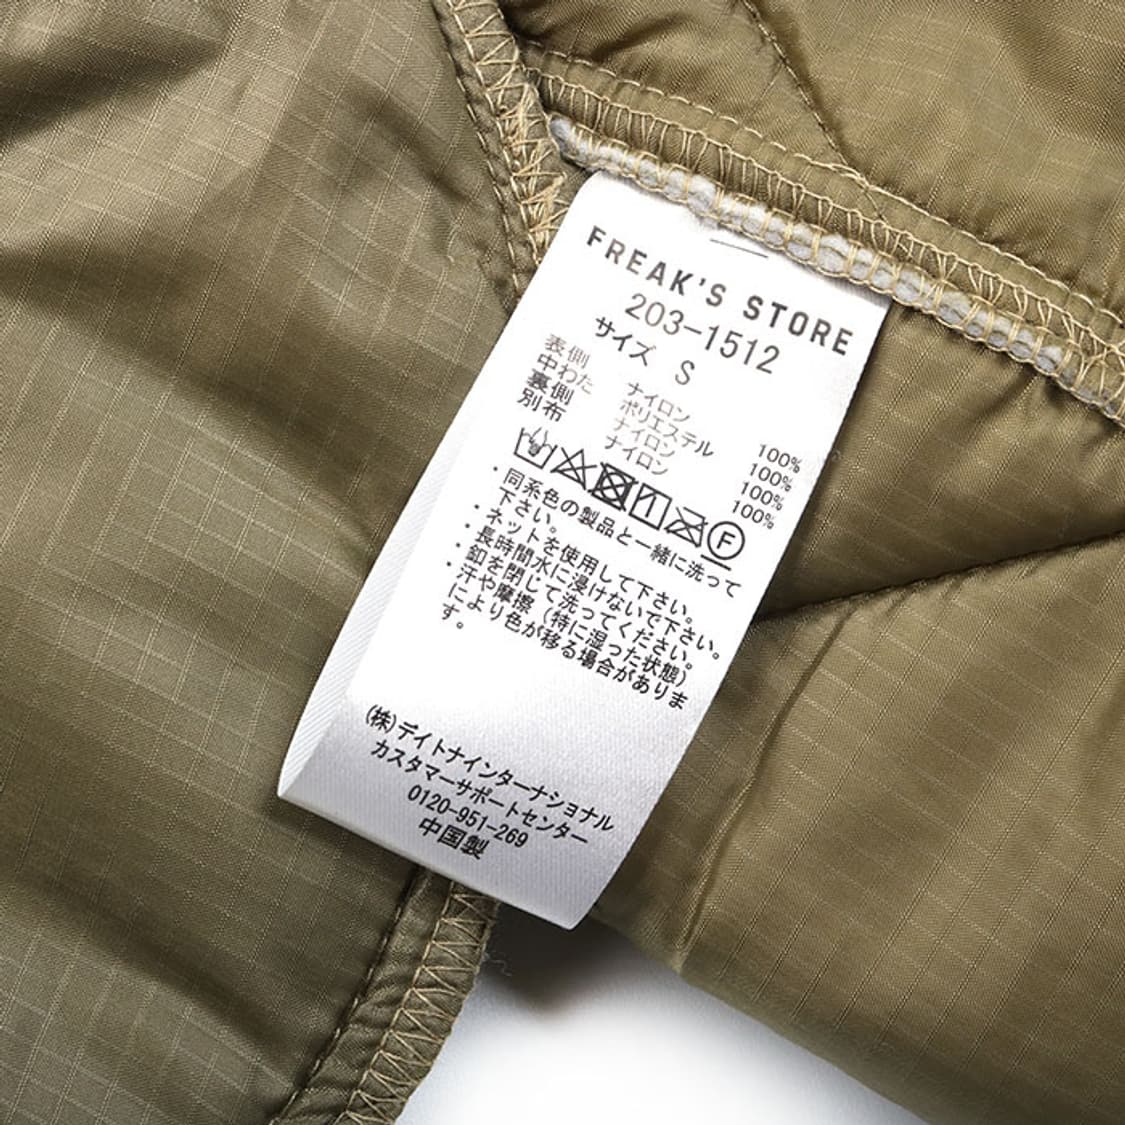 FREAK'S STORE
203-1512
サイズ S
表側 ナイロン 100%
中わた ポリエステル 100%
裏側 ナイロン 100%
別布 ナイロン 100%
F
・同系色の製品と一緒に洗って
下さい。
・ネットを使用して下さい。
・長時間水に浸けないで下さい。
・釦を閉じて洗ってください。
・汗や摩擦（特に湿った状態）
により色が移る場合がありま
す。
(株)デイトナインターナショナル
カスタマーサポートセンター
0120-951-269
中国製